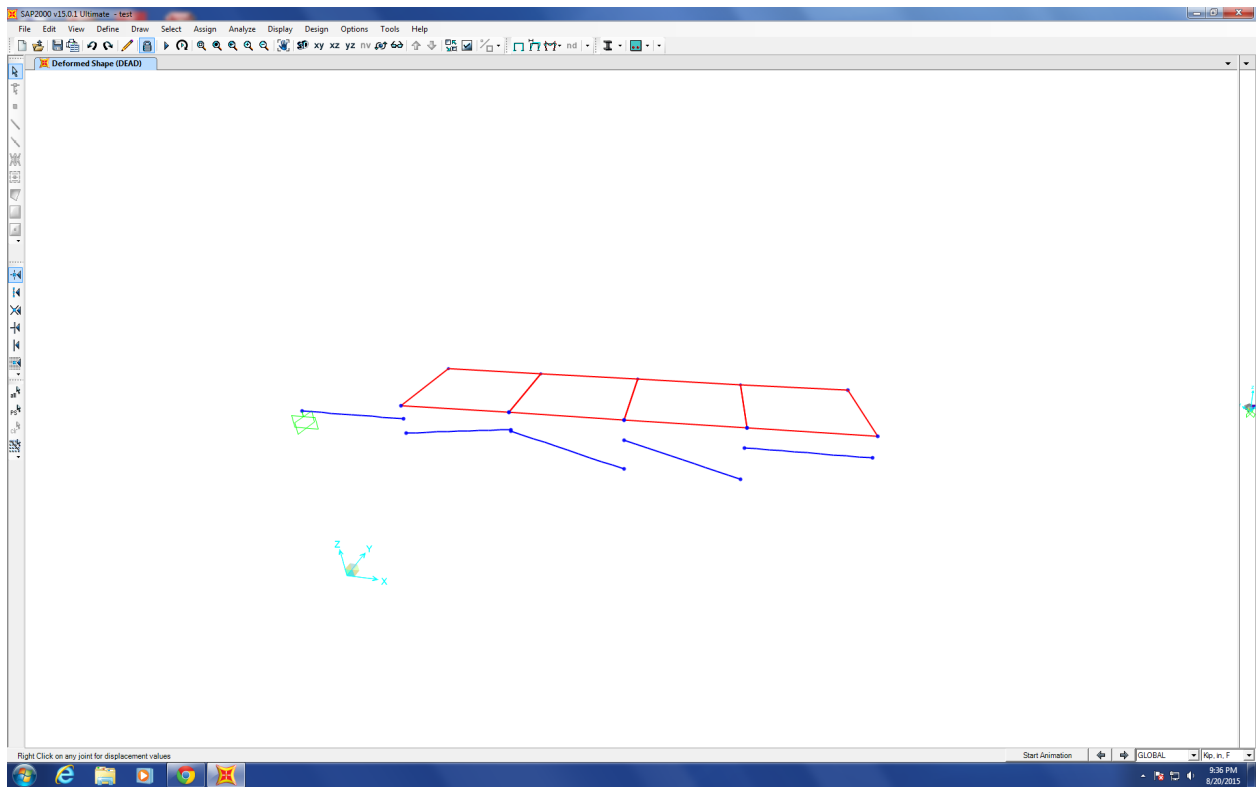 SAP2000 v15.0.1 Ultimate - test
File Edit View Define Draw Select Assign Analyze Display Design Options Tools Help
xy xz yz nv nd
Deformed Shape (DEAD)
Z
Y
X
Right Click on any joint for displacement values
Start Animation
GLOBAL
Kip, in, F
9:36 PM
8/20/2015